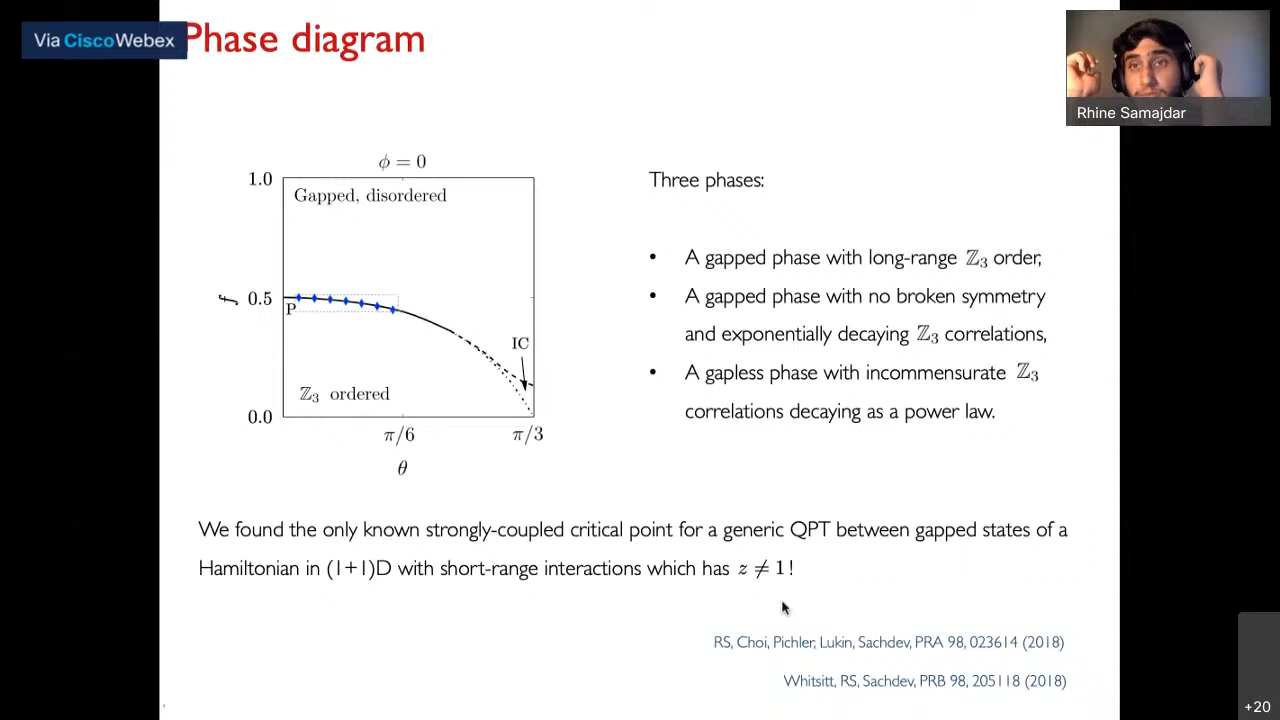 Via CiscoWebex
Phase diagram
Rhine Samajdar
ϕ = 0
1.0
Gapped, disordered
f
0.5
P
IC
ℤ₃ ordered
0.0
π/6
π/3
θ
Three phases:
• A gapped phase with long-range ℤ₃ order,
• A gapped phase with no broken symmetry
and exponentially decaying ℤ₃ correlations,
• A gapless phase with incommensurate ℤ₃
correlations decaying as a power law.
We found the only known strongly-coupled critical point for a generic QPT between gapped states of a
Hamiltonian in (1+1)D with short-range interactions which has z ≠ 1!
RS, Choi, Pichler, Lukin, Sachdev, PRA 98, 023614 (2018)
Whitsitt, RS, Sachdev, PRB 98, 205118 (2018)
+20